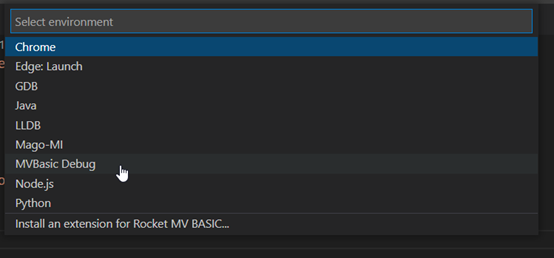 Select environment
Chrome
Edge: Launch
GDB
Java
LLDB
Mago-MI
MVBasic Debug
Node.js
Python
Install an extension for Rocket MV BASIC...